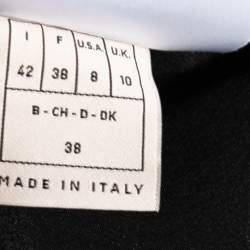 I F U.S.A. U.K.
42 38 8 10
B - CH - D - DK
38
MADE IN ITALY